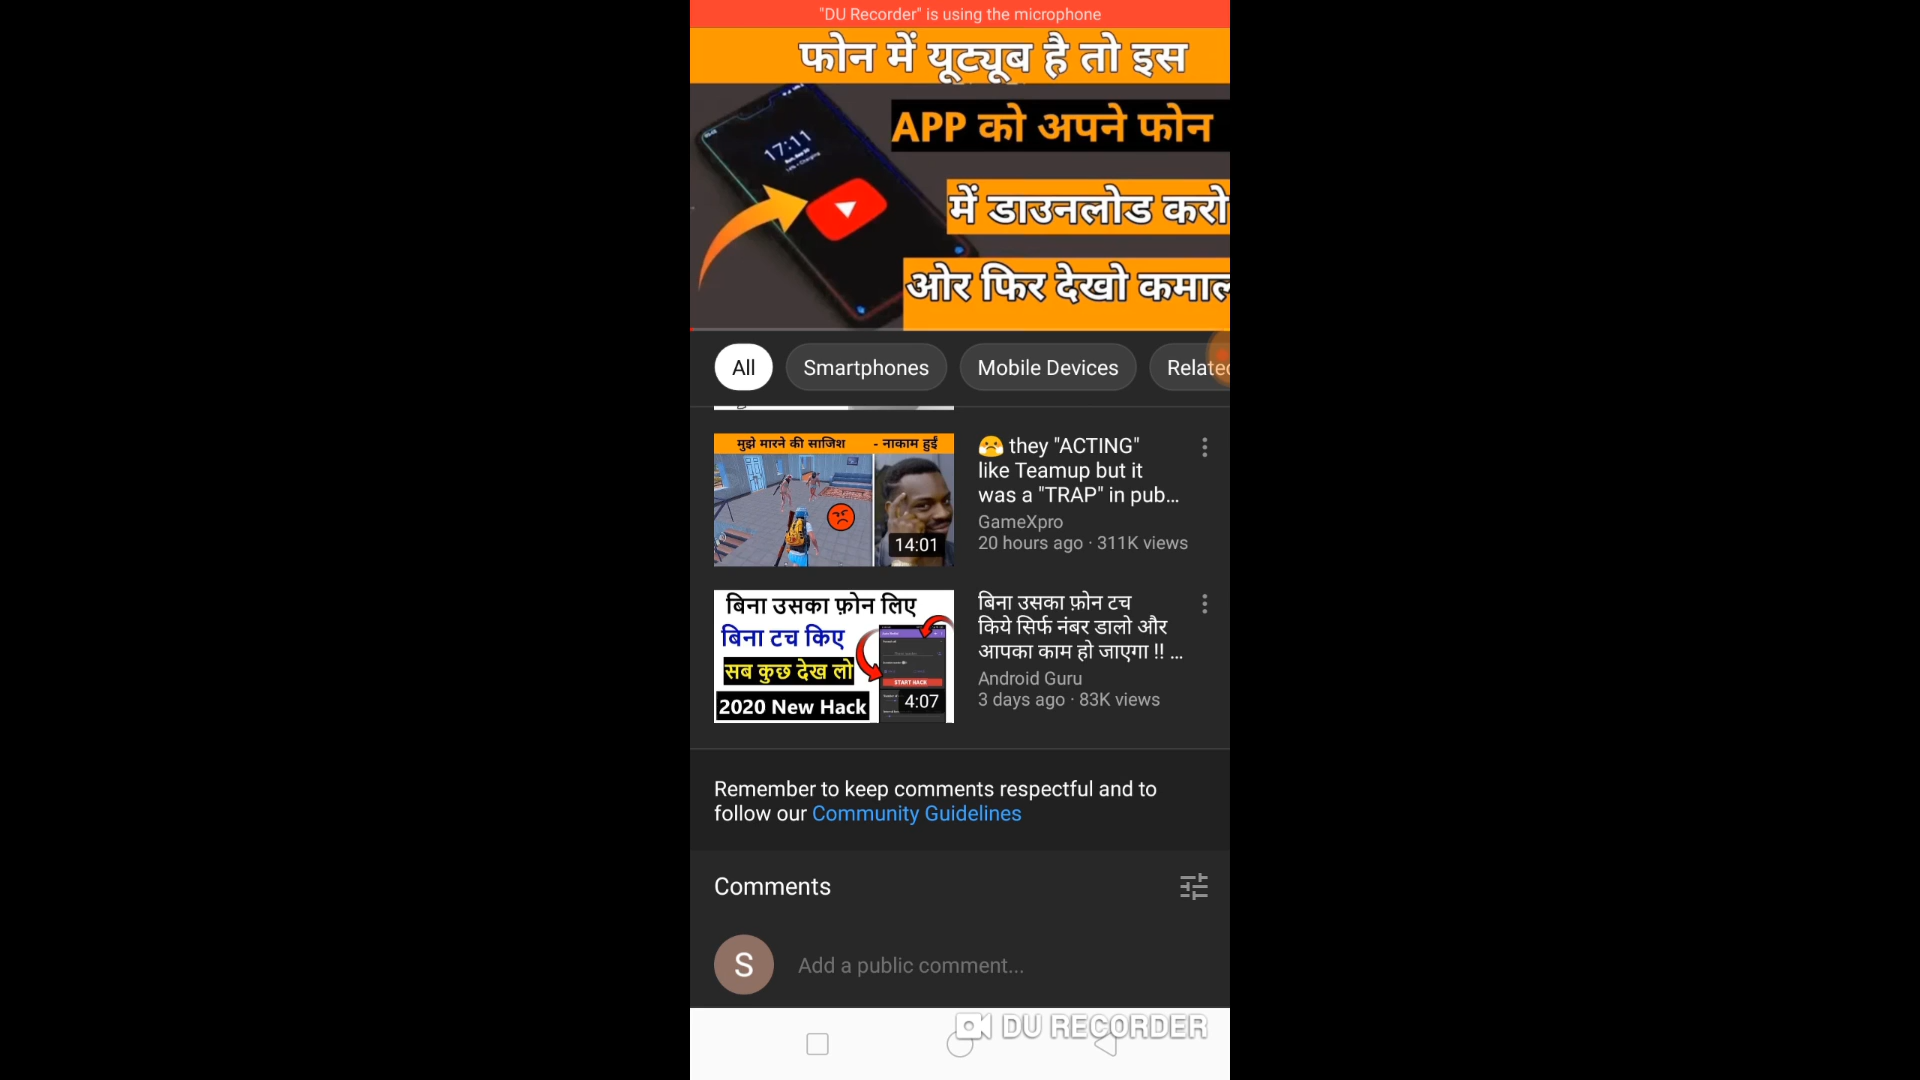 "DU Recorder" is using the microphone
फोन में यूट्यूब है तो इस
APP को अपने फोन
में डाउनलोड करो
ओर फिर देखो कमाल
17:11
All
Smartphones
Mobile Devices
Related
मुझे मारने की साजिश - नाकाम हुई
14:01
they "ACTING"
like Teamup but it
was a "TRAP" in pub...
GameXpro
20 hours ago · 311K views
बिना उसका फ़ोन लिए
बिना टच किए
सब कुछ देख लो
2020 New Hack
START HACK
4:07
बिना उसका फ़ोन टच
किये सिर्फ नंबर डालो और
आपका काम हो जाएगा !! ...
Android Guru
3 days ago · 83K views
Remember to keep comments respectful and to
follow our Community Guidelines
Comments
S
Add a public comment...
DU RECORDER